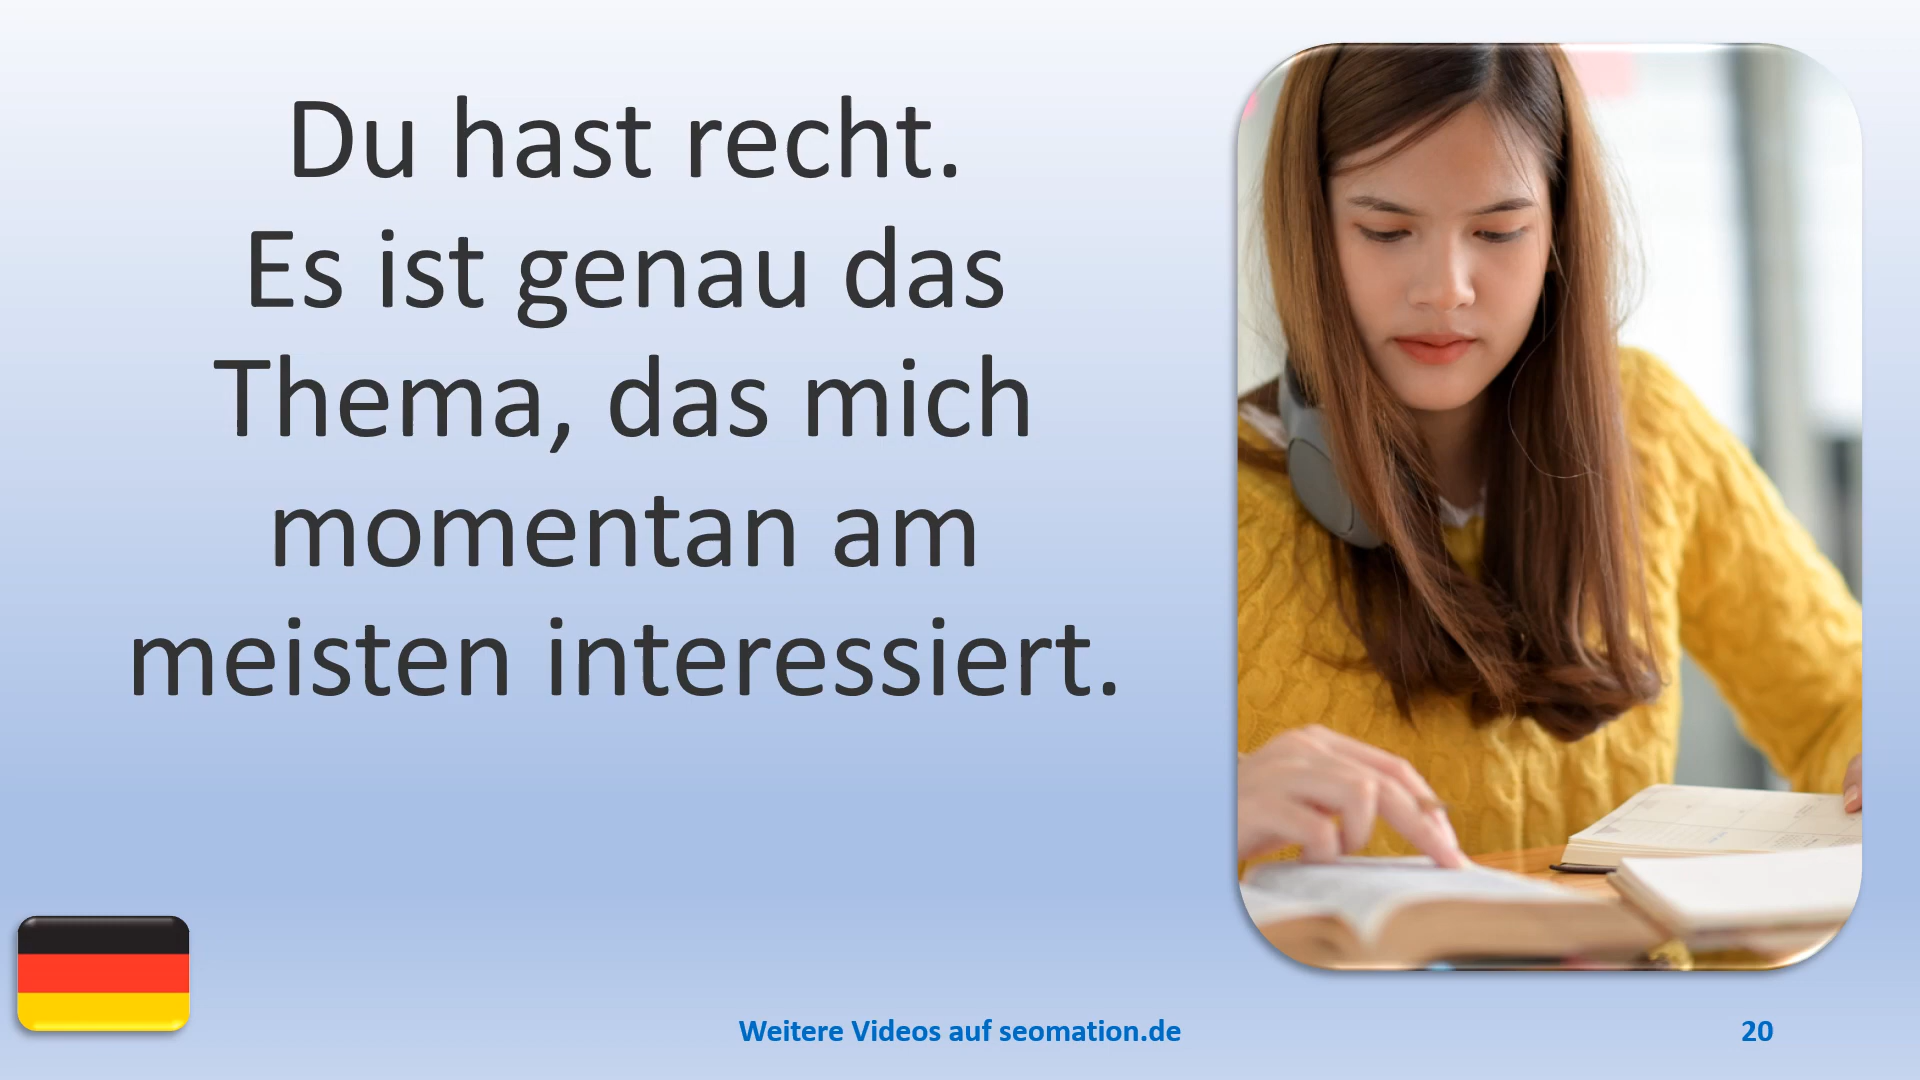 Du hast recht.
Es ist genau das
Thema, das mich
momentan am
meisten interessiert.
Weitere Videos auf seomation.de
20